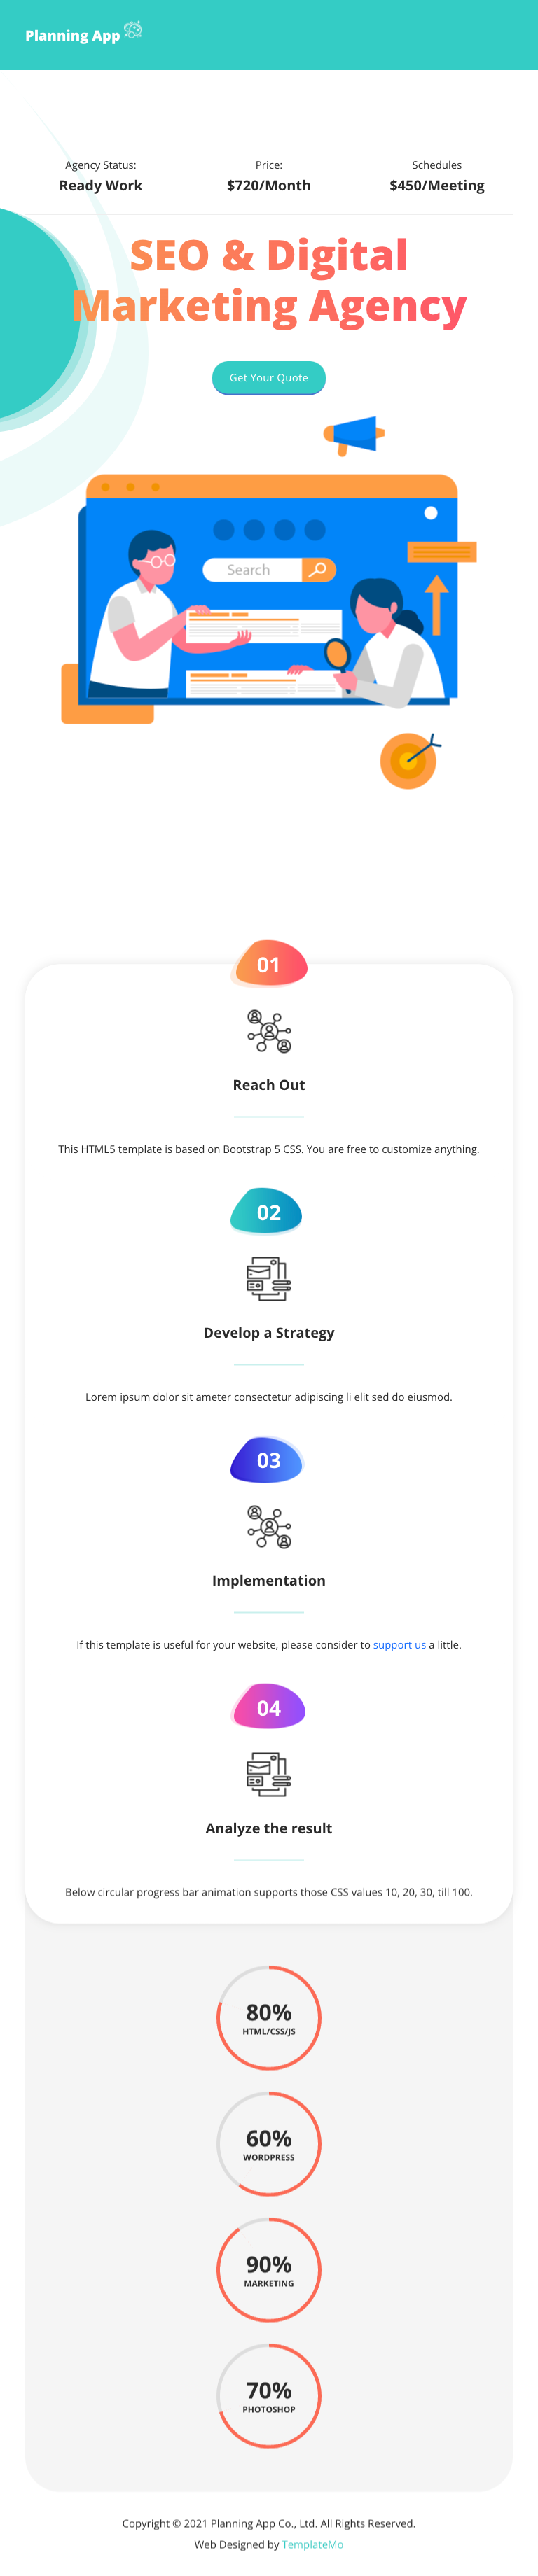 Planning App
Agency Status:
Ready Work
Price:
$720/Month
Schedules
$450/Meeting
SEO & Digital
Marketing Agency
Get Your Quote
Search
01
Reach Out
This HTML5 template is based on Bootstrap 5 CSS. You are free to customize anything.
02
Develop a Strategy
Lorem ipsum dolor sit ameter consectetur adipiscing li elit sed do eiusmod.
03
Implementation
If this template is useful for your website, please consider to support us a little.
04
Analyze the result
Below circular progress bar animation supports those CSS values 10, 20, 30, till 100.
80%
HTML/CSS/JS
60%
WORDPRESS
90%
MARKETING
70%
PHOTOSHOP
Copyright © 2021 Planning App Co., Ltd. All Rights Reserved.
Web Designed by TemplateMo